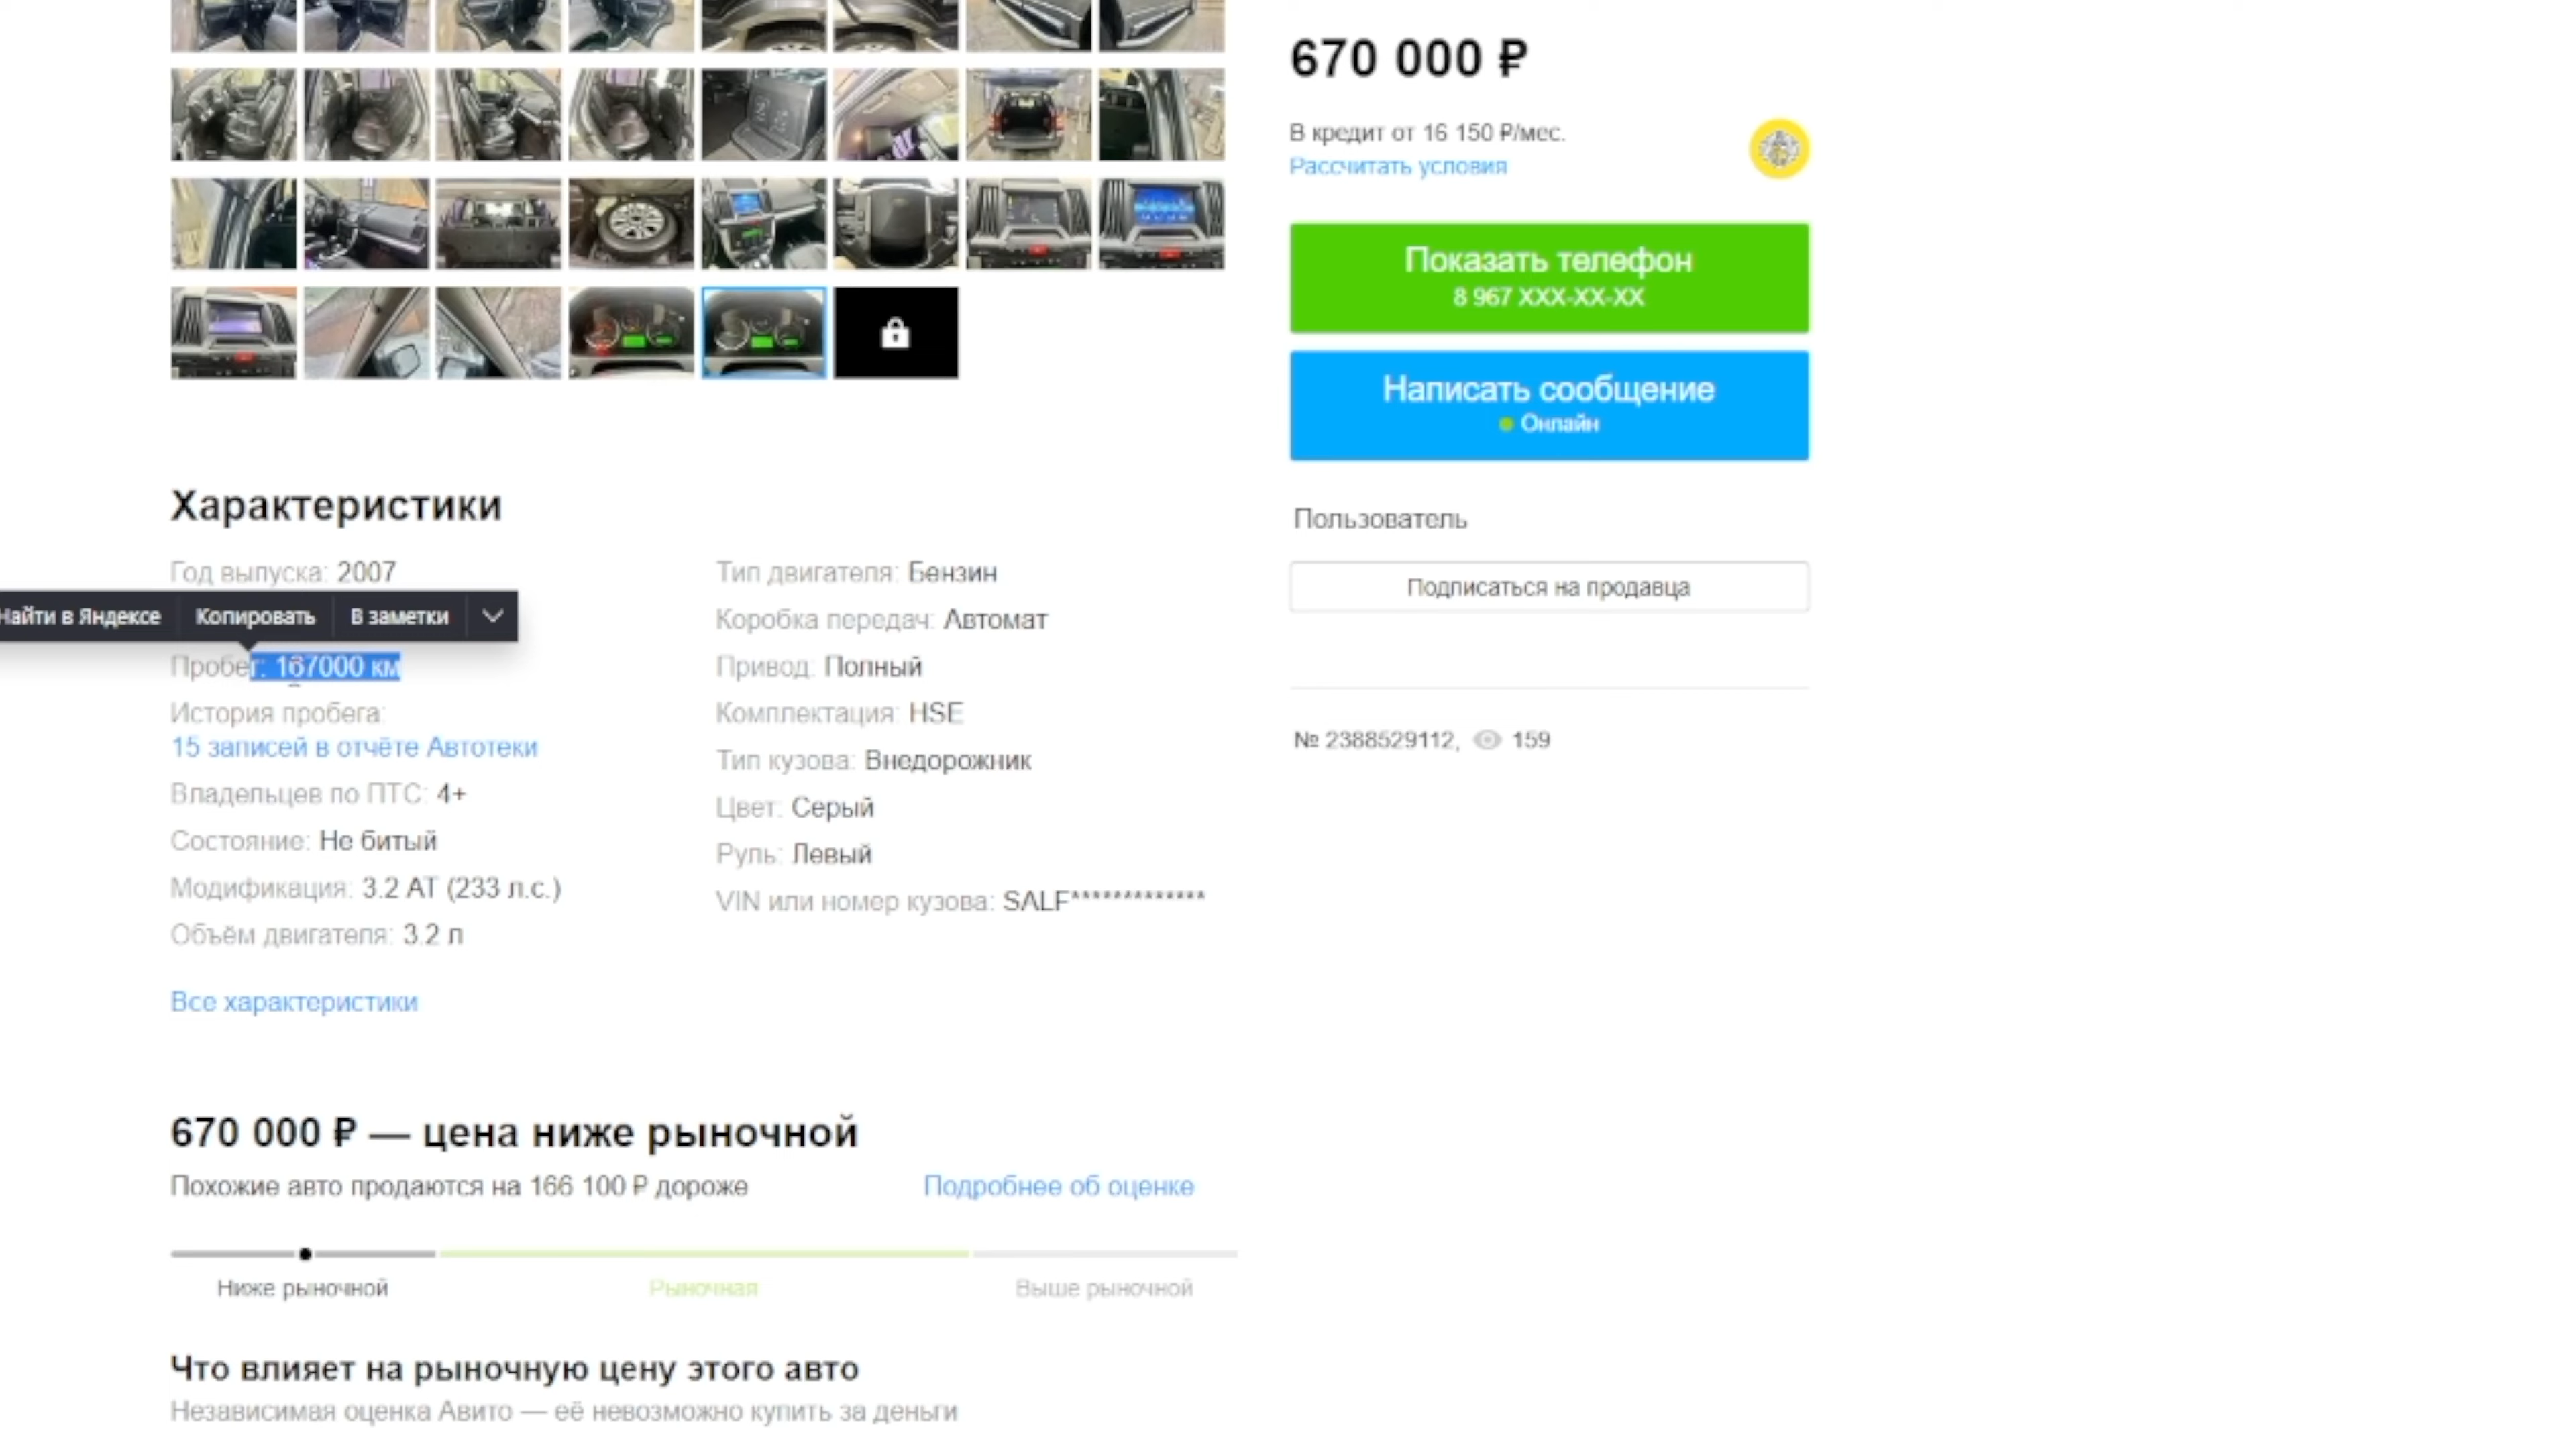 670 000 ₽
В кредит от 16 150 ₽/мес.
Рассчитать условия
Показать телефон
8 967 XXX-XX-XX
Написать сообщение
Онлайн
Пользователь
Подписаться на продавца
№ 2388529112, 159
Характеристики
Год выпуска: 2007
Найти в Яндексе Копировать В заметки
Пробег: 167000 км
История пробега:
15 записей в отчёте Автотеки
Владельцев по ПТС: 4+
Состояние: Не битый
Модификация: 3.2 AT (233 л.с.)
Объём двигателя: 3.2 л
Тип двигателя: Бензин
Коробка передач: Автомат
Привод: Полный
Комплектация: HSE
Тип кузова: Внедорожник
Цвет: Серый
Руль: Левый
VIN или номер кузова: SALF*************
Все характеристики
670 000 ₽ — цена ниже рыночной
Похожие авто продаются на 166 100 ₽ дороже
Подробнее об оценке
Ниже рыночной
Рыночная
Выше рыночной
Что влияет на рыночную цену этого авто
Независимая оценка Авито — её невозможно купить за деньги